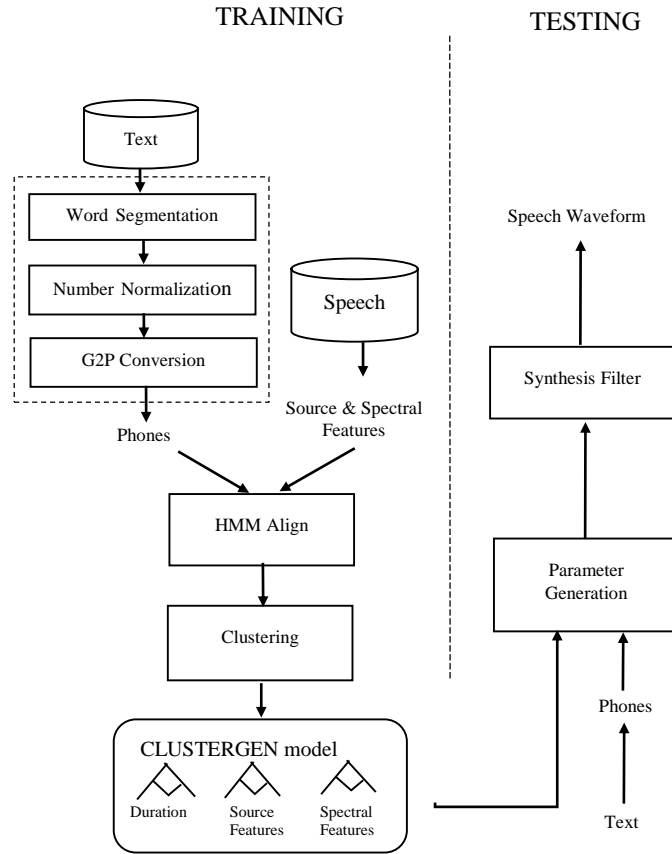 TRAINING
TESTING
Text
Word Segmentation
Number Normalization
G2P Conversion
Phones
Speech
Source & Spectral
Features
HMM Align
Clustering
CLUSTERGEN model
Duration
Source
Features
Spectral
Features
Speech Waveform
Synthesis Filter
Parameter
Generation
Phones
Text